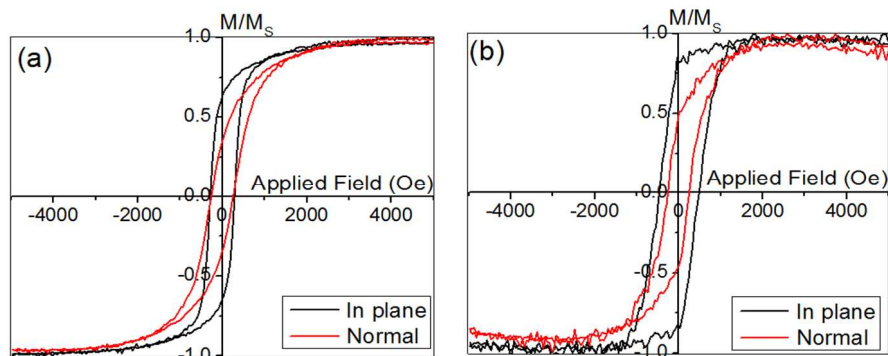 (a)
M/MS
1.0
0.5
0.0
-0.5
-1.0
-4000 -2000 0 2000 4000
Applied Field (Oe)
In plane
Normal
(b)
M/MS
1.0
0.5
0.0
-0.5
-1.0
-4000 -2000 0 2000 4000
Applied Field (Oe)
In plane
Normal